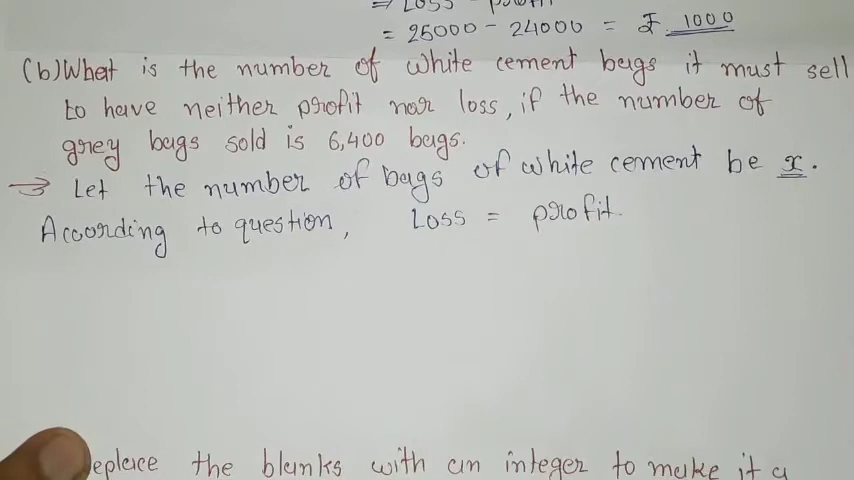 ⇒ Loss - profit
= 25000 - 24000 = ₹ 1000
(b) What is the number of white cement bags it must sell
to have neither profit nor loss, if the number of
grey bags sold is 6,400 bags.
→ Let the number of bags of white cement be x.
According to question, Loss = profit.
eplace the blanks with an integer to make it a